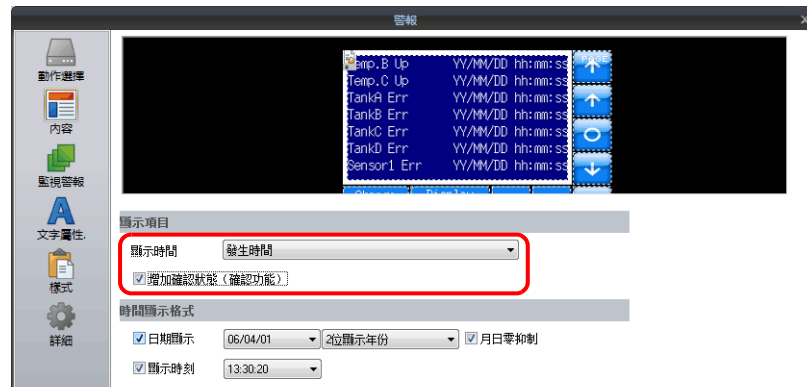 警報
動作選擇
內容
監視警報
文字屬性.
樣式
詳細
Temp.B Up YY/MM/DD hh:mm:ss
Temp.C Up YY/MM/DD hh:mm:ss
TankA Err YY/MM/DD hh:mm:ss
TankB Err YY/MM/DD hh:mm:ss
TankC Err YY/MM/DD hh:mm:ss
TankD Err YY/MM/DD hh:mm:ss
Sensor1 Err YY/MM/DD hh:mm:ss
PAGE
顯示項目
顯示時間 發生時間
增加確認狀態(確認功能)
時間顯示格式
日期顯示 06/04/01 2位顯示年份 月日零抑制
顯示時刻 13:30:20